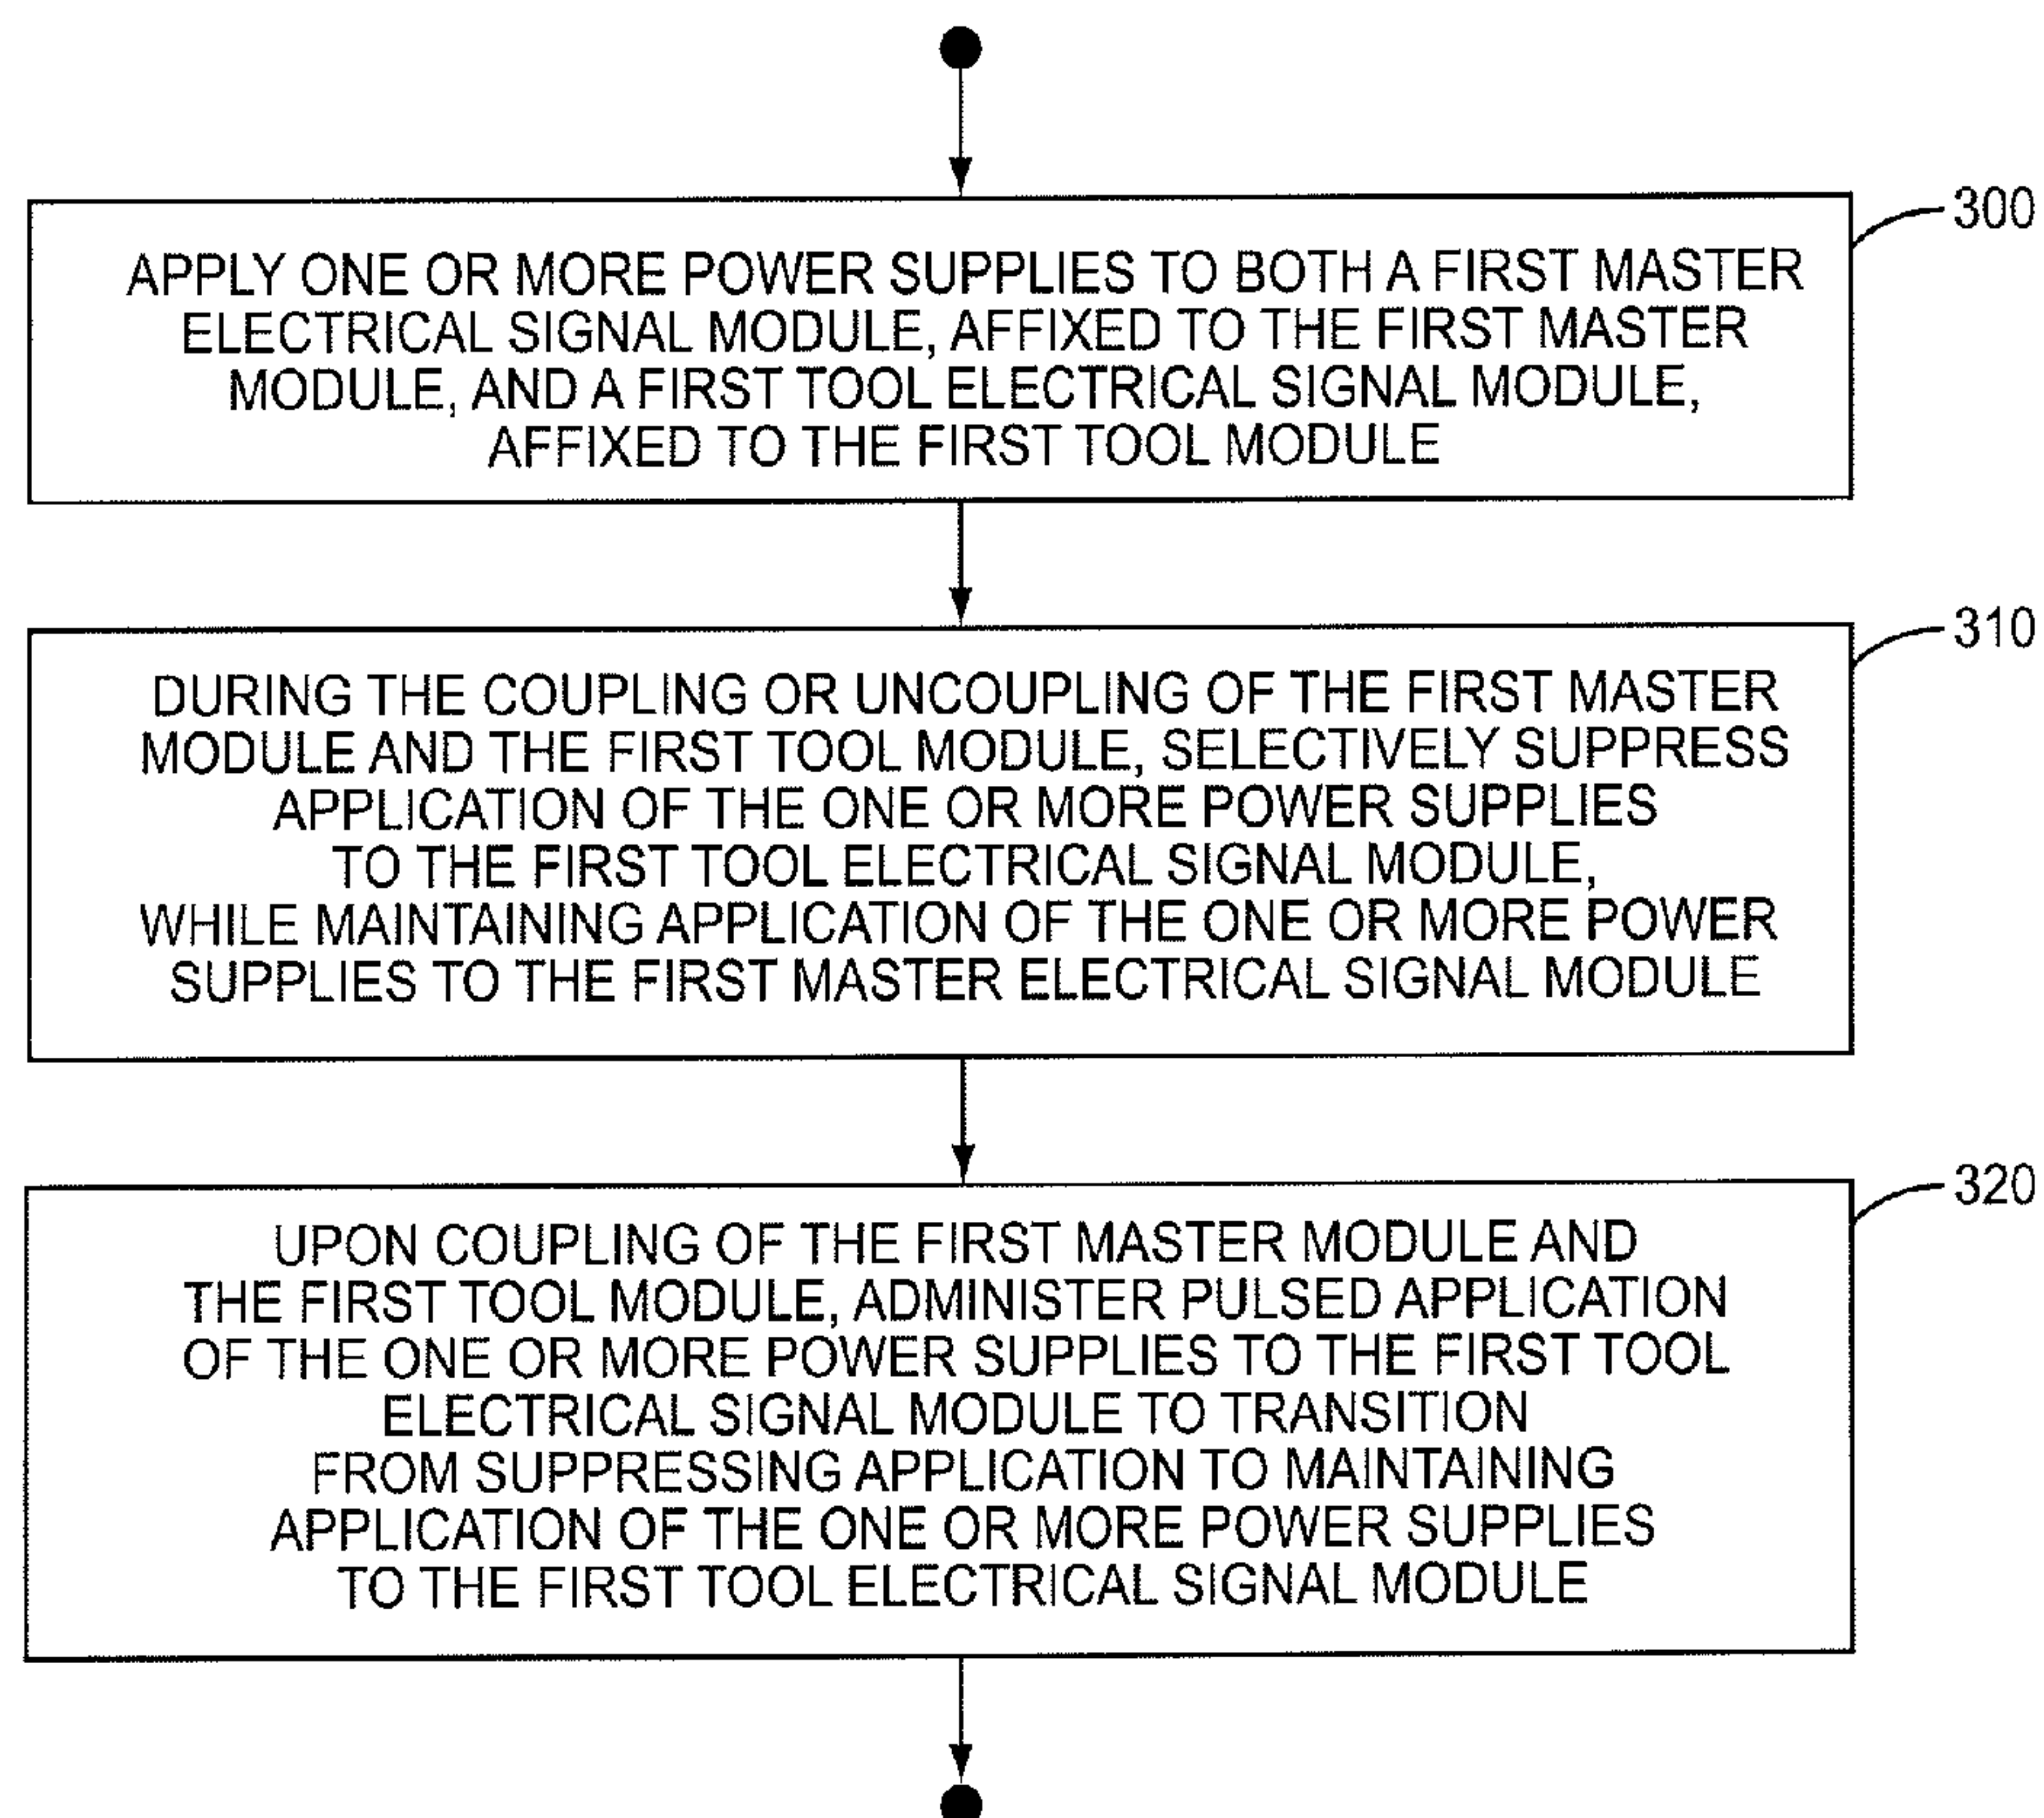 300
APPLY ONE OR MORE POWER SUPPLIES TO BOTH A FIRST MASTER
ELECTRICAL SIGNAL MODULE, AFFIXED TO THE FIRST MASTER
MODULE, AND A FIRST TOOL ELECTRICAL SIGNAL MODULE,
AFFIXED TO THE FIRST TOOL MODULE
310
DURING THE COUPLING OR UNCOUPLING OF THE FIRST MASTER
MODULE AND THE FIRST TOOL MODULE, SELECTIVELY SUPPRESS
APPLICATION OF THE ONE OR MORE POWER SUPPLIES
TO THE FIRST TOOL ELECTRICAL SIGNAL MODULE,
WHILE MAINTAINING APPLICATION OF THE ONE OR MORE POWER
SUPPLIES TO THE FIRST MASTER ELECTRICAL SIGNAL MODULE
320
UPON COUPLING OF THE FIRST MASTER MODULE AND
THE FIRST TOOL MODULE, ADMINISTER PULSED APPLICATION
OF THE ONE OR MORE POWER SUPPLIES TO THE FIRST TOOL
ELECTRICAL SIGNAL MODULE TO TRANSITION
FROM SUPPRESSING APPLICATION TO MAINTAINING
APPLICATION OF THE ONE OR MORE POWER SUPPLIES
TO THE FIRST TOOL ELECTRICAL SIGNAL MODULE